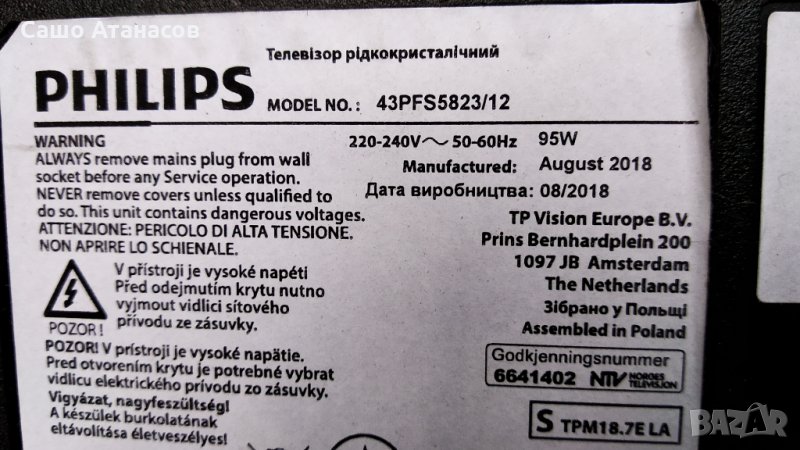 Сашо Атанасов
Телевізор рідкокристалічний
PHILIPS MODEL NO.: 43PFS5823/12
WARNING
220-240V～ 50-60Hz 95W
ALWAYS remove mains plug from wall
socket before any Service operation.
Manufactured: August 2018
NEVER remove covers unless qualified to
do so. This unit contains dangerous voltages.
Дата виробництва: 08/2018
ATTENZIONE: PERICOLO DI ALTA TENSIONE.
NON APRIRE LO SCHIENALE.
TP Vision Europe B.V.
Prins Bernhardplein 200
1097 JB Amsterdam
The Netherlands
Зібрано у Польщі
Assembled in Poland
V přístroji je vysoké napětí
Před odejmutím krytu nutno
vyjmout vidlici síťového
přívodu ze zásuvky.
POZOR !
POZOR! V prístroji je vysoké napätie.
Pred otvorením krytu je potrebné vybrat
vidlicu elektrického prívodu zo zásuvky.
Godkjenningsnummer
6641402 NTV NORGES
TELEVISJON
Vigyázat, nagyfeszültség!
A készülek burkolatának
eltávolítása életveszélyes!
S TPM18.7E LA
BAZAR